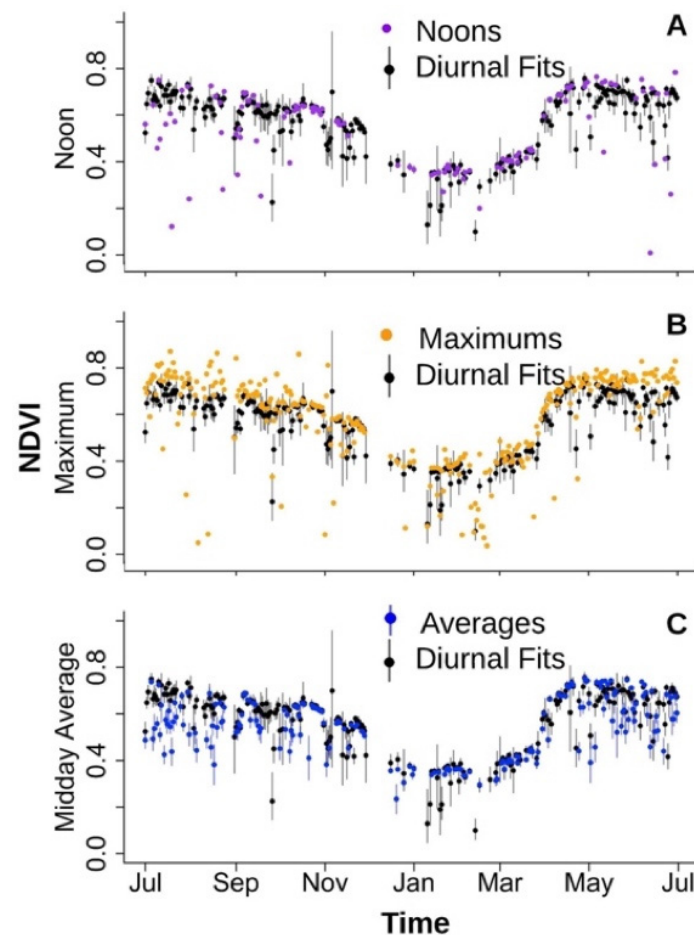 A
Noons
Diurnal Fits
0.8
0.4
0.0
Noon
B
Maximums
Diurnal Fits
0.8
0.4
0.0
Maximum
NDVI
C
Averages
Diurnal Fits
0.8
0.4
0.0
Midday Average
Jul Sep Nov Jan Mar May Jul
Time